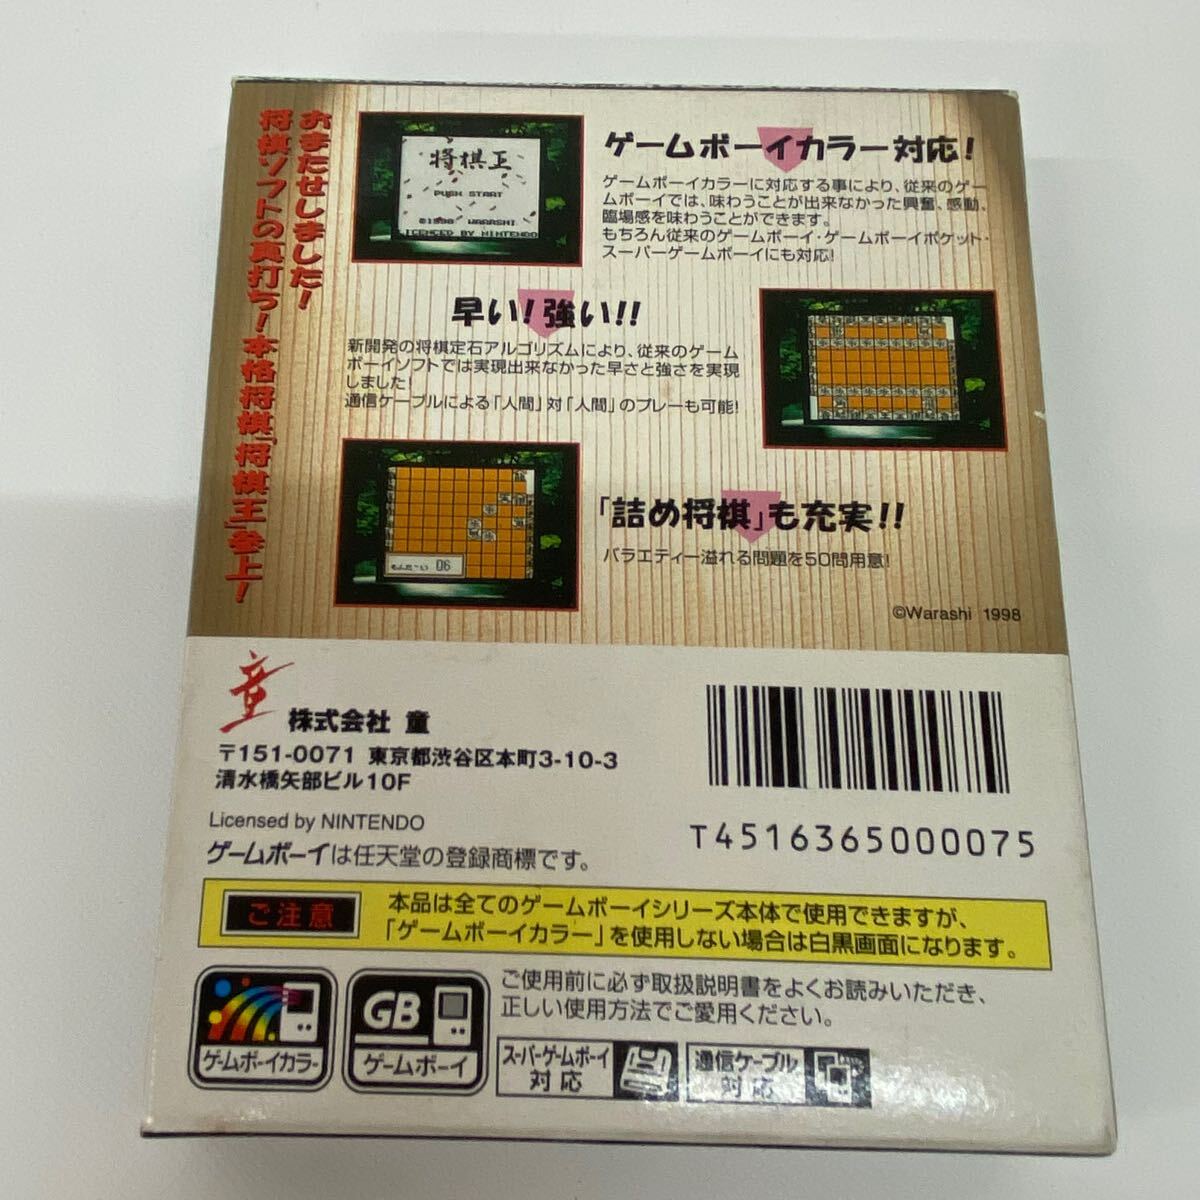 おまたせしました!
将棋ソフトの真打ち!本格将棋「将棋王」参上!
将棋王
PUSH START
©1998 WARASHI
LICENSED BY NINTENDO
ゲームボーイカラー対応!
ゲームボーイカラーに対応する事により、従来のゲー
ムボーイでは、味わうことが出来なかった興奮、感動、
臨場感を味わうことができます。
もちろん従来のゲームボーイ・ゲームボーイポケット・
スーパーゲームボーイにも対応!
早い!強い!!
新開発の将棋定石アルゴリズムにより、従来のゲーム
ボーイソフトでは実現出来なかった早さと強さを実現
しました!
通信ケーブルによる「人間」対「人間」のプレーも可能!
もんだい 06
「詰め将棋」も充実!!
バラエティー溢れる問題を50問用意!
©Warashi 1998
童
株式会社 童
〒151-0071 東京都渋谷区本町3-10-3
清水橋矢部ビル10F
Licensed by NINTENDO
ゲームボーイは任天堂の登録商標です。
T4516365000075
ご注意
本品は全てのゲームボーイシリーズ本体で使用できますが、
「ゲームボーイカラー」を使用しない場合は白黒画面になります。
ゲームボーイカラー
GB
ゲームボーイ
ご使用前に必ず取扱説明書をよくお読みいただき、
正しい使用方法でご愛用ください。
スーパーゲームボーイ
対応
通信ケーブル
対応